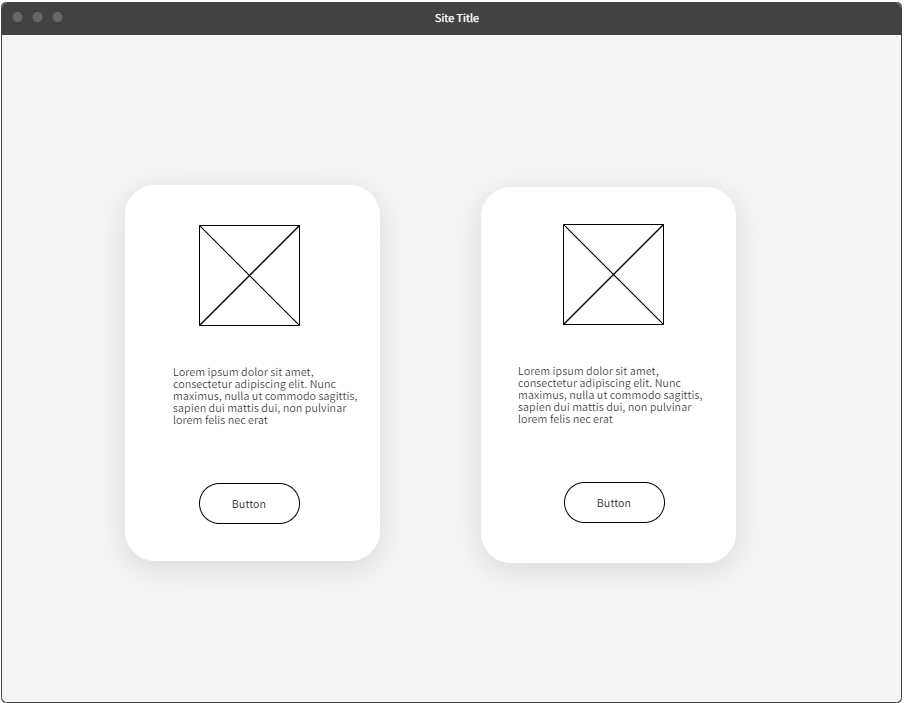 Site Title
Lorem ipsum dolor sit amet,
consectetur adipiscing elit. Nunc
maximus, nulla ut commodo sagittis,
sapien dui mattis dui, non pulvinar
lorem felis nec erat
Button
Lorem ipsum dolor sit amet,
consectetur adipiscing elit. Nunc
maximus, nulla ut commodo sagittis,
sapien dui mattis dui, non pulvinar
lorem felis nec erat
Button